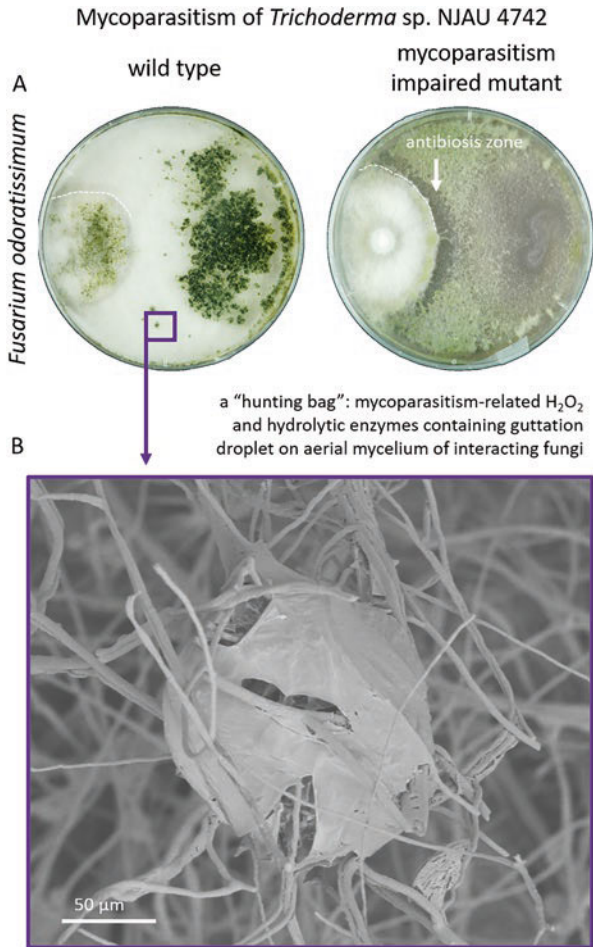 Mycoparasitism of Trichoderma sp. NJAU 4742
wild type
mycoparasitism
impaired mutant
A
Fusarium odoratissimum
antibiosis zone
a “hunting bag”: mycoparasitism-related H₂O₂
and hydrolytic enzymes containing guttation
droplet on aerial mycelium of interacting fungi
B
50 µm